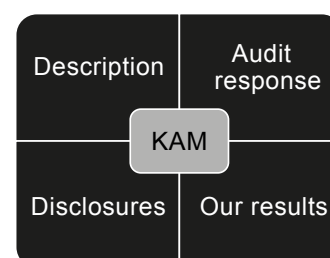 Description
Audit
response
KAM
Disclosures
Our results